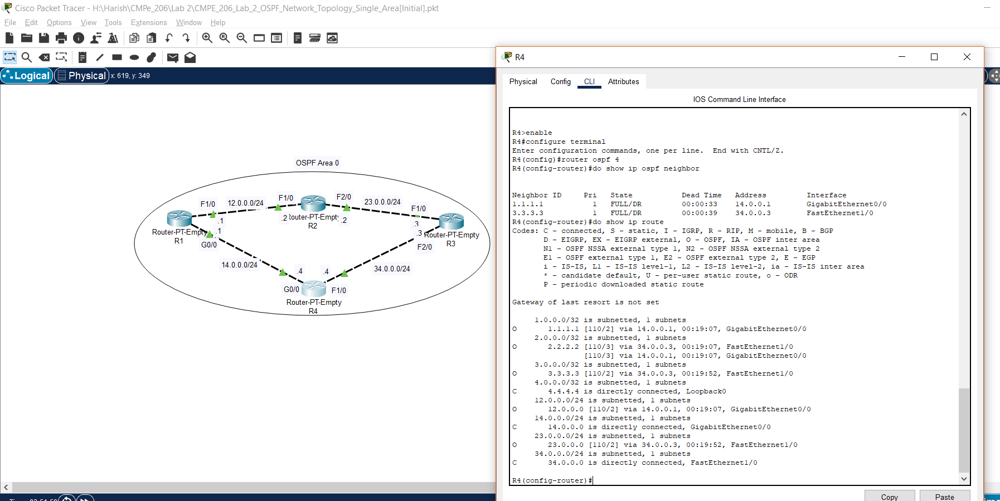 Cisco Packet Tracer - H:\Harish\CMPe_206\Lab 2\CMPE_206_Lab_2_OSPF_Network_Topology_Single_Area[Initial].pkt
File Edit Options View Tools Extensions Window Help
Logical Physical x: 619, y: 349
OSPF Area 0
F1/0 12.0.0.0/24 F1/0 F2/0 23.0.0.0/24 F1/0
.1 .2 Router-PT-Empty .2
R2
.3
Router-PT-Empty .1
R1
G0/0
.3 Router-PT-Empty
R3
F2/0
14.0.0.0/24 34.0.0.0/24
.4 .4
G0/0 F1/0
Router-PT-Empty
R4
R4
Physical Config CLI Attributes
IOS Command Line Interface
R4>enable
R4#configure terminal
Enter configuration commands, one per line.  End with CNTL/Z.
R4(config)#router ospf 4
R4(config-router)#do show ip ospf neighbor
Neighbor ID     Pri   State           Dead Time   Address         Interface
1.1.1.1           1   FULL/DR         00:00:33    14.0.0.1        GigabitEthernet0/0
3.3.3.3           1   FULL/DR         00:00:39    34.0.0.3        FastEthernet1/0
R4(config-router)#do show ip route
Codes: C - connected, S - static, I - IGRP, R - RIP, M - mobile, B - BGP
D - EIGRP, EX - EIGRP external, O - OSPF, IA - OSPF inter area
N1 - OSPF NSSA external type 1, N2 - OSPF NSSA external type 2
E1 - OSPF external type 1, E2 - OSPF external type 2, E - EGP
i - IS-IS, L1 - IS-IS level-1, L2 - IS-IS level-2, ia - IS-IS inter area
* - candidate default, U - per-user static route, o - ODR
P - periodic downloaded static route
Gateway of last resort is not set
1.0.0.0/32 is subnetted, 1 subnets
O       1.1.1.1 [110/2] via 14.0.0.1, 00:19:07, GigabitEthernet0/0
2.0.0.0/32 is subnetted, 1 subnets
O       2.2.2.2 [110/3] via 34.0.0.3, 00:19:07, FastEthernet1/0
[110/3] via 14.0.0.1, 00:19:07, GigabitEthernet0/0
3.0.0.0/32 is subnetted, 1 subnets
O       3.3.3.3 [110/2] via 34.0.0.3, 00:19:52, FastEthernet1/0
4.0.0.0/32 is subnetted, 1 subnets
C       4.4.4.4 is directly connected, Loopback0
12.0.0.0/24 is subnetted, 1 subnets
O       12.0.0.0 [110/2] via 14.0.0.1, 00:19:07, GigabitEthernet0/0
14.0.0.0/24 is subnetted, 1 subnets
C       14.0.0.0 is directly connected, GigabitEthernet0/0
23.0.0.0/24 is subnetted, 1 subnets
O       23.0.0.0 [110/2] via 34.0.0.3, 00:19:52, FastEthernet1/0
34.0.0.0/24 is subnetted, 1 subnets
C       34.0.0.0 is directly connected, FastEthernet1/0
R4(config-router)#
Copy Paste